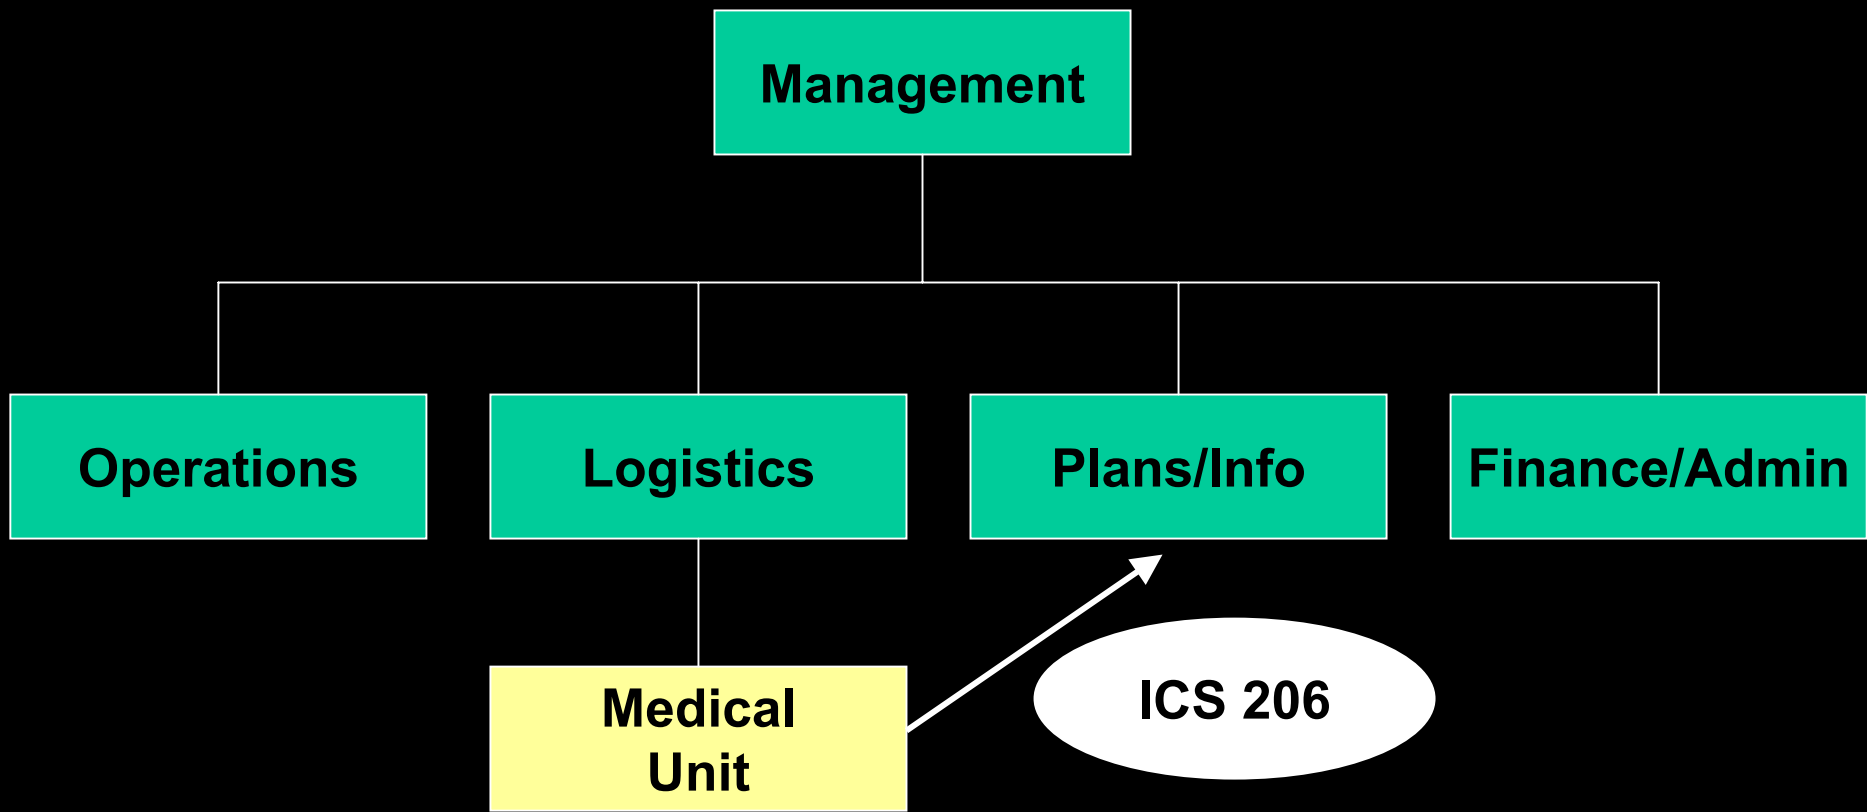 Management
Operations
Logistics
Plans/Info
Finance/Admin
Medical
Unit
ICS 206